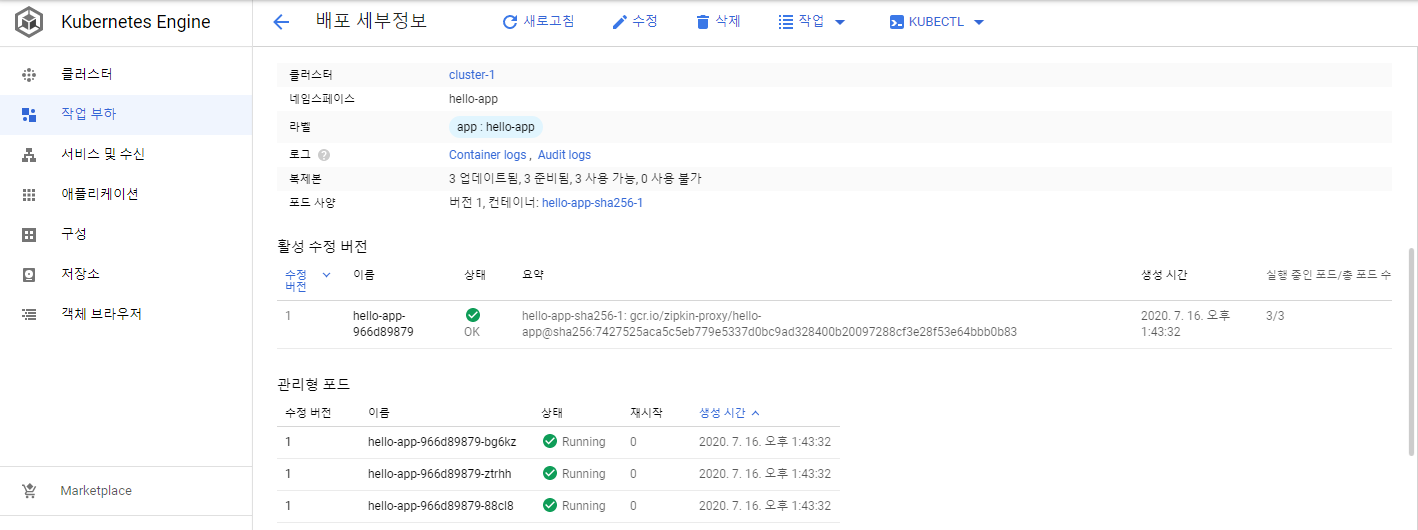 Kubernetes Engine
배포 세부정보
새로고침
수정
삭제
작업
KUBECTL
클러스터
작업 부하
서비스 및 수신
애플리케이션
구성
저장소
객체 브라우저
Marketplace
클러스터 cluster-1
네임스페이스 hello-app
라벨 app : hello-app
로그 ? Container logs , Audit logs
복제본 3 업데이트됨, 3 준비됨, 3 사용 가능, 0 사용 불가
포드 사양 버전 1, 컨테이너: hello-app-sha256-1
활성 수정 버전
수정 이름 상태 요약 생성 시간 실행 중인 포드/총 포드 수
버전
1 hello-app- hello-app-sha256-1: gcr.io/zipkin-proxy/hello- 2020. 7. 16. 오후 3/3
966d89879 OK app@sha256:7427525aca5c5eb779e5337d0bc9ad328400b20097288cf3e28f53e64bbb0b83 1:43:32
관리형 포드
수정 버전 이름 상태 재시작 생성 시간
1 hello-app-966d89879-bg6kz Running 0 2020. 7. 16. 오후 1:43:32
1 hello-app-966d89879-ztrhh Running 0 2020. 7. 16. 오후 1:43:32
1 hello-app-966d89879-88cl8 Running 0 2020. 7. 16. 오후 1:43:32